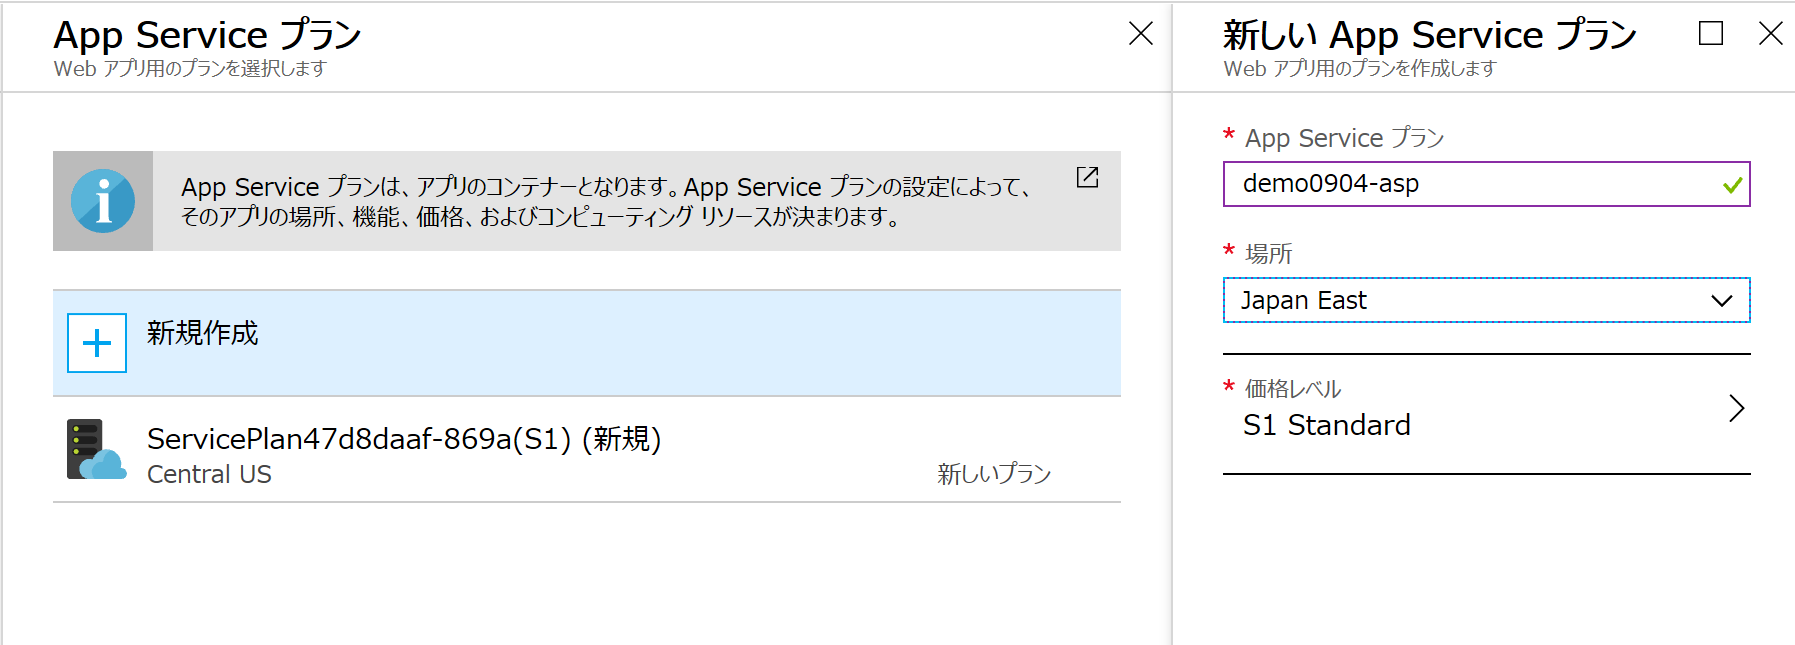 App Service プラン
Web アプリ用のプランを選択します
App Service プランは、アプリのコンテナーとなります。App Service プランの設定によって、
そのアプリの場所、機能、価格、およびコンピューティング リソースが決まります。
新規作成
ServicePlan47d8daaf-869a(S1) (新規)
Central US
新しいプラン
新しい App Service プラン
Web アプリ用のプランを作成します
* App Service プラン
demo0904-asp
* 場所
Japan East
* 価格レベル
S1 Standard